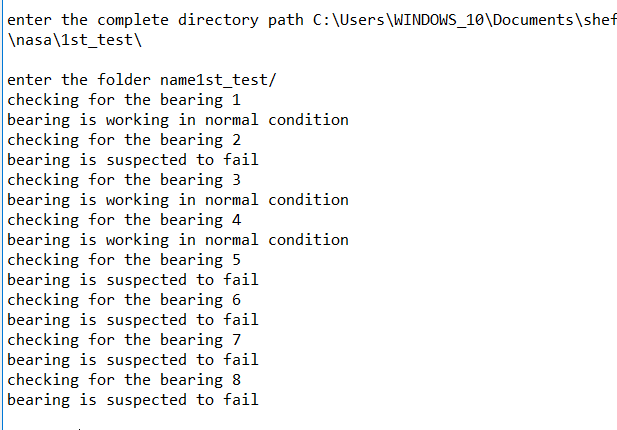 enter the complete directory path C:\Users\WINDOWS_10\Documents\shef
\nasa\1st_test\
enter the folder name1st_test/
checking for the bearing 1
bearing is working in normal condition
checking for the bearing 2
bearing is suspected to fail
checking for the bearing 3
bearing is working in normal condition
checking for the bearing 4
bearing is working in normal condition
checking for the bearing 5
bearing is suspected to fail
checking for the bearing 6
bearing is suspected to fail
checking for the bearing 7
bearing is suspected to fail
checking for the bearing 8
bearing is suspected to fail